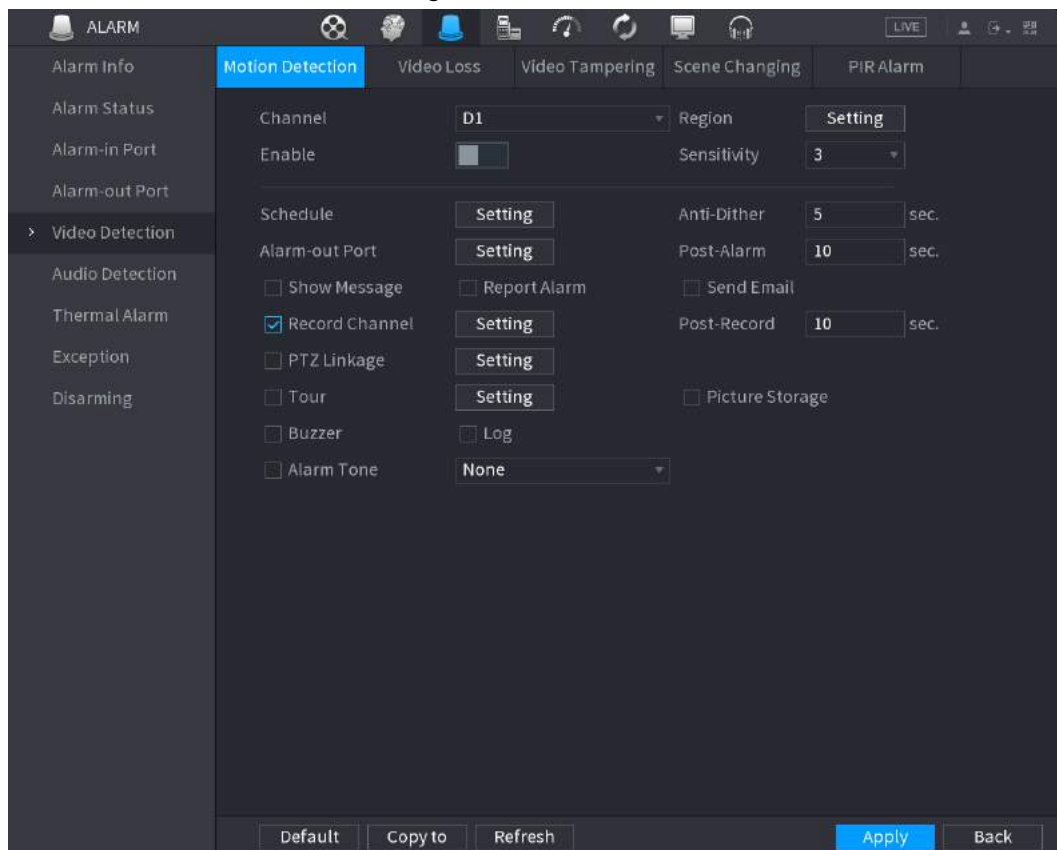 ALARM LIVE
Alarm Info
Alarm Status
Alarm-in Port
Alarm-out Port
Video Detection
Audio Detection
Thermal Alarm
Exception
Disarming
Motion Detection Video Loss Video Tampering Scene Changing PIR Alarm
Channel D1 Region Setting
Enable Sensitivity 3
Schedule Setting Anti-Dither 5 sec.
Alarm-out Port Setting Post-Alarm 10 sec.
Show Message Report Alarm Send Email
Record Channel Setting Post-Record 10 sec.
PTZ Linkage Setting
Tour Setting Picture Storage
Buzzer Log
Alarm Tone None
Default Copy to Refresh Apply Back